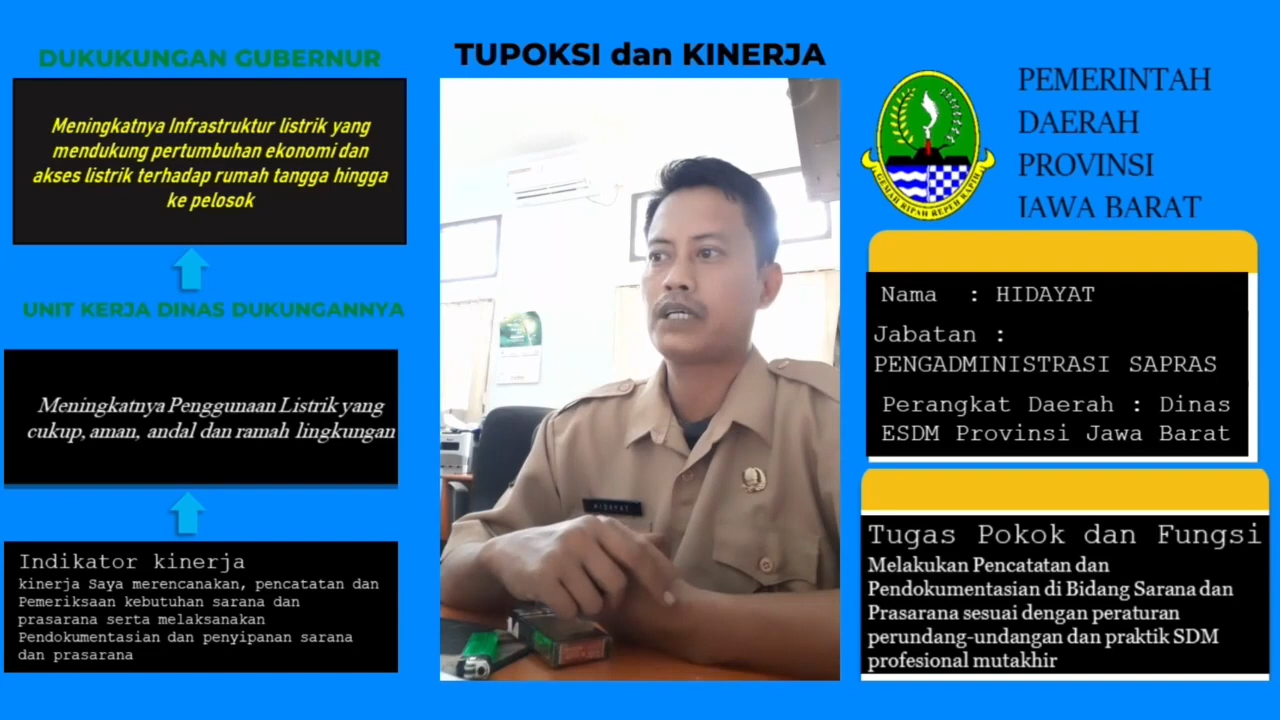 DUKUKUNGAN GUBERNUR
Meningkatnya Infrastruktur listrik yang
mendukung pertumbuhan ekonomi dan
akses listrik terhadap rumah tangga hingga
ke pelosok
UNIT KERJA DINAS DUKUNGANNYA
Meningkatnya Penggunaan Listrik yang
cukup, aman, andal dan ramah lingkungan
Indikator kinerja
kinerja Saya merencanakan, pencatatan dan
Pemeriksaan kebutuhan sarana dan
prasarana serta melaksanakan
Pendokumentasian dan penyipanan sarana
dan prasarana
TUPOKSI dan KINERJA
HIDAYAT
GEMAH RIPAH REPEH RAPIH
PEMERINTAH
DAERAH
PROVINSI
JAWA BARAT
Nama : HIDAYAT
Jabatan :
PENGADMINISTRASI SAPRAS
Perangkat Daerah : Dinas
ESDM Provinsi Jawa Barat
Tugas Pokok dan Fungsi
Melakukan Pencatatan dan
Pendokumentasian di Bidang Sarana dan
Prasarana sesuai dengan peraturan
perundang-undangan dan praktik SDM
profesional mutakhir